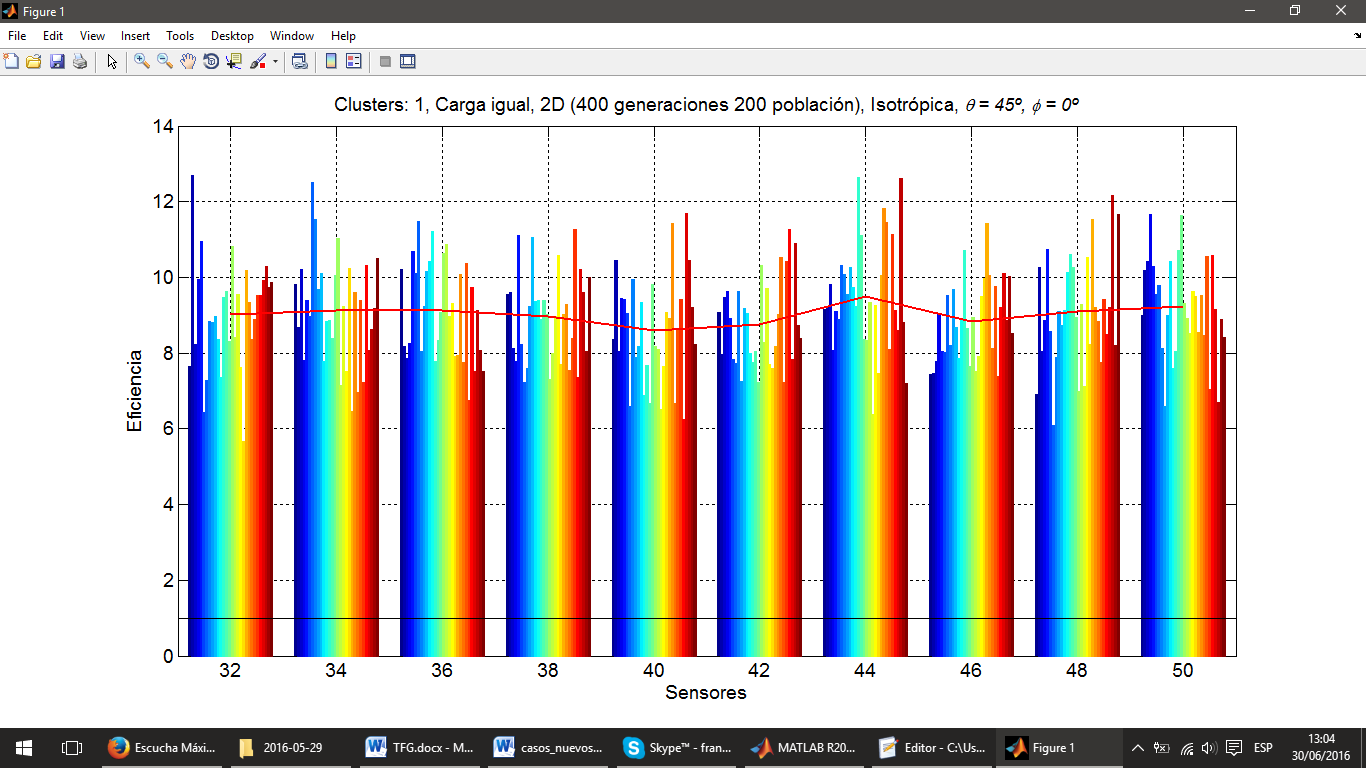 Figure 1
File Edit View Insert Tools Desktop Window Help
Clusters: 1, Carga igual, 2D (400 generaciones 200 población), Isotrópica, θ = 45º, ϕ = 0º
14
12
10
8
6
4
2
0
Eficiencia
32 34 36 38 40 42 44 46 48 50
Sensores
Escucha Máxi... 2016-05-29 TFG.docx - M... casos_nuevos... Skype™ - fran... MATLAB R20... Editor - C:\Us... Figure 1 ESP 13:04
30/06/2016